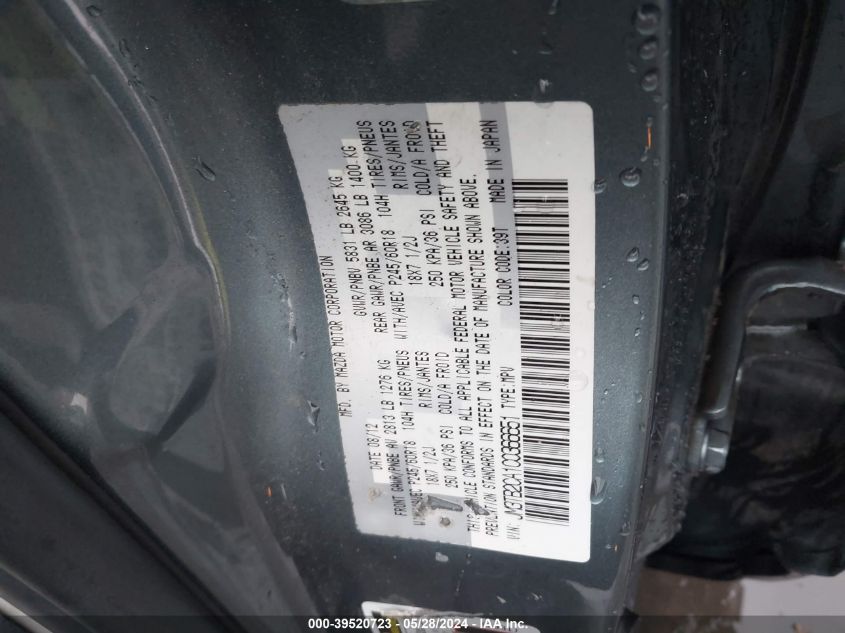 MFD. BY MAZDA MOTOR CORPORATION
DATE 08/12 GVWR/PNBV 5831 LB 2645 KG
FRONT GAWR/PNBE AV 2813 LB 1276 KG REAR GAWR/PNBE AR 3086 LB 1400 KG
P245/60R18 104H TIRES/PNEUS WITH/AVEC P245/60R18 104H TIRES/PNEUS
18X7 1/2J RIMS/JANTES 18X7 1/2J RIMS/JANTES
250 KPA/36 PSI COLD/A FROID 250 KPA/36 PSI COLD/A FROID
THIS VEHICLE CONFORMS TO ALL APPLICABLE FEDERAL MOTOR VEHICLE SAFETY AND THEFT
PREVENTION STANDARDS IN EFFECT ON THE DATE OF MANUFACTURE SHOWN ABOVE.
VIN: JM3TB2CA1C0366651 TYPE:MPV COLOR CODE:39T MADE IN JAPAN
000-39520723 - 05/28/2024 - IAAI.COM